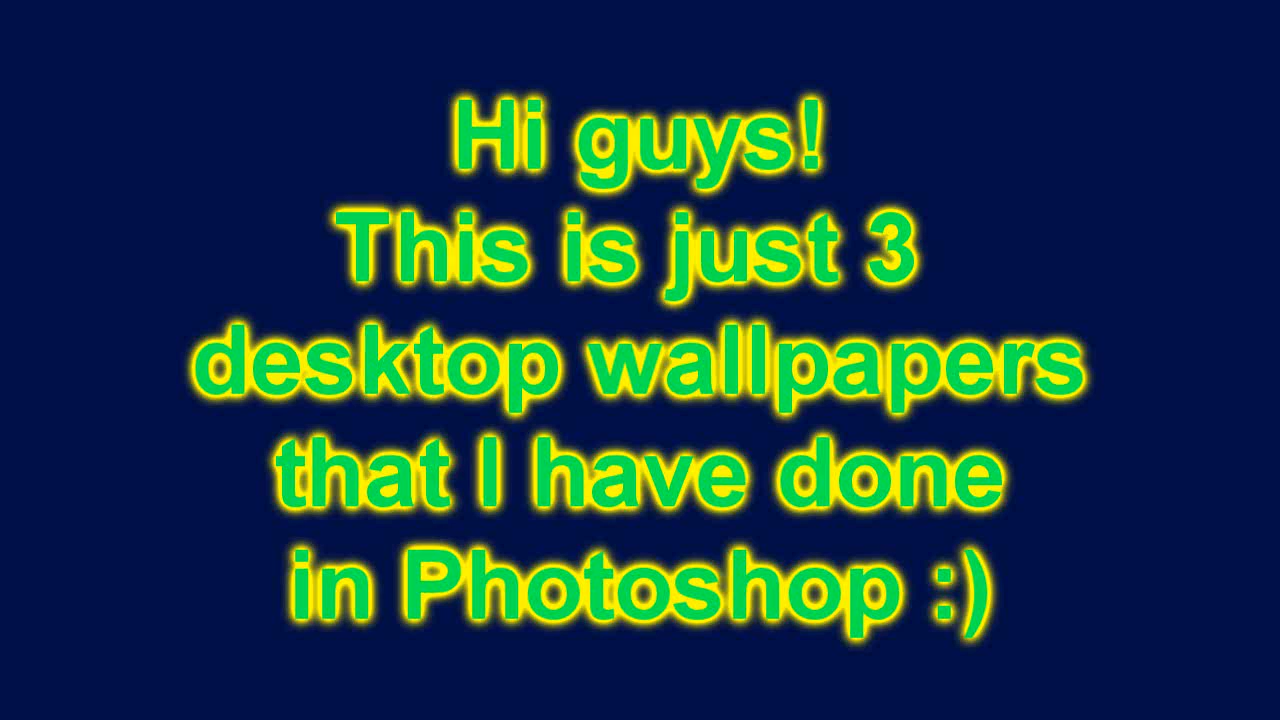 Hi guys!
This is just 3
desktop wallpapers
that I have done
in Photoshop :)